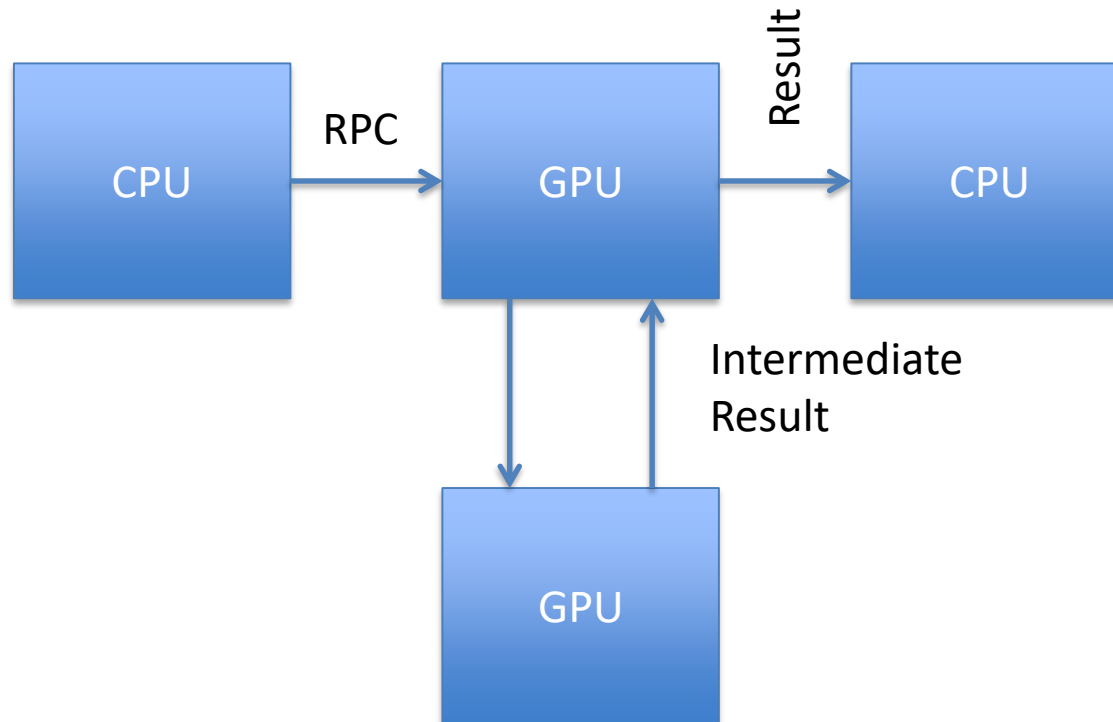 Result
RPC
CPU
GPU
CPU
Intermediate
Result
GPU